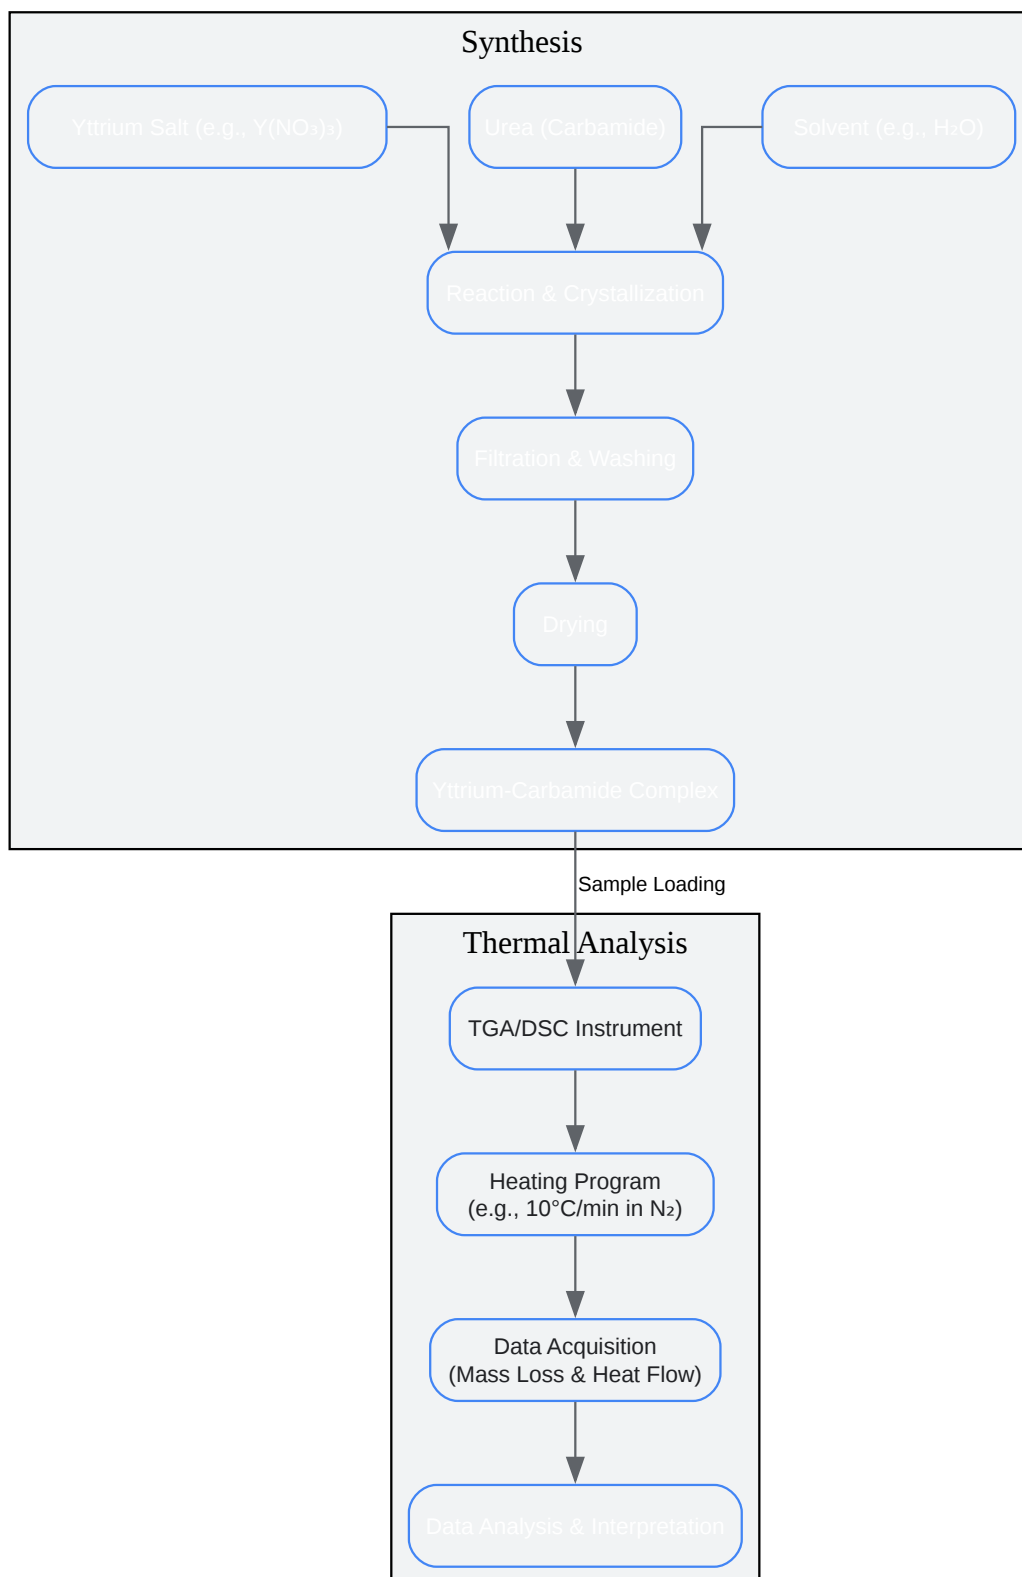 Synthesis
Yttrium Salt (e.g., Y(NO₃)₃)
Urea (Carbamide)
Solvent (e.g., H₂O)
Reaction & Crystallization
Filtration & Washing
Drying
Yttrium-Carbamide Complex
Sample Loading
Thermal Analysis
TGA/DSC Instrument
Heating Program
(e.g., 10°C/min in N₂)
Data Acquisition
(Mass Loss & Heat Flow)
Data Analysis & Interpretation